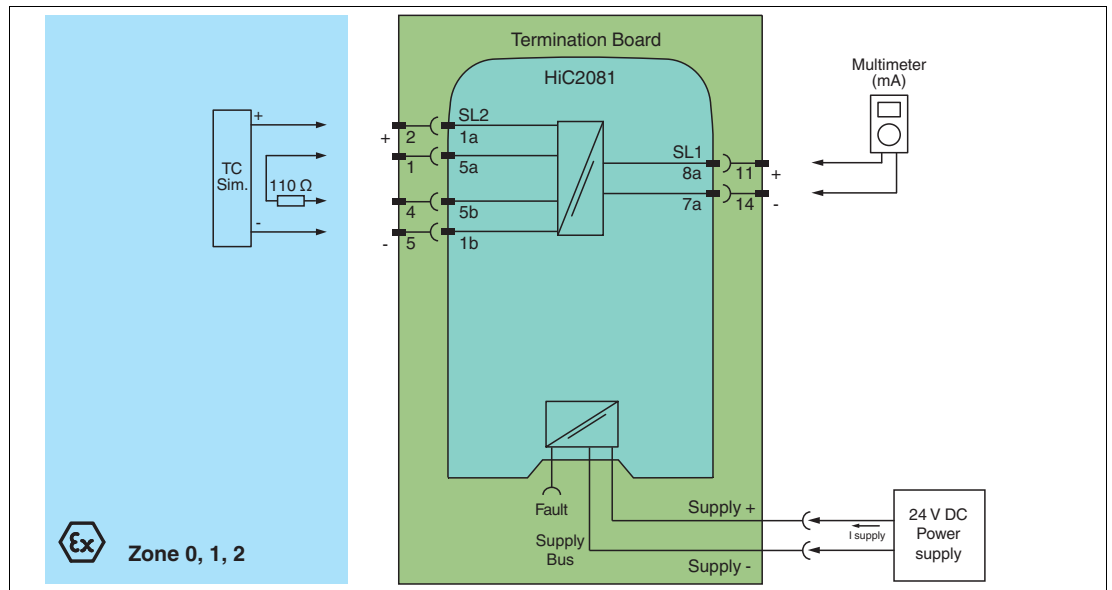 Termination Board
HiC2081
Multimeter
(mA)
TC
Sim.
+
-
110 Ω
+ 2
1
4
- 5
SL2
1a
5a
5b
1b
SL1
8a
7a
11 +
14 -
Fault
Supply
Bus
Supply +
Supply -
I supply
24 V DC
Power
supply
Ex
Zone 0, 1, 2